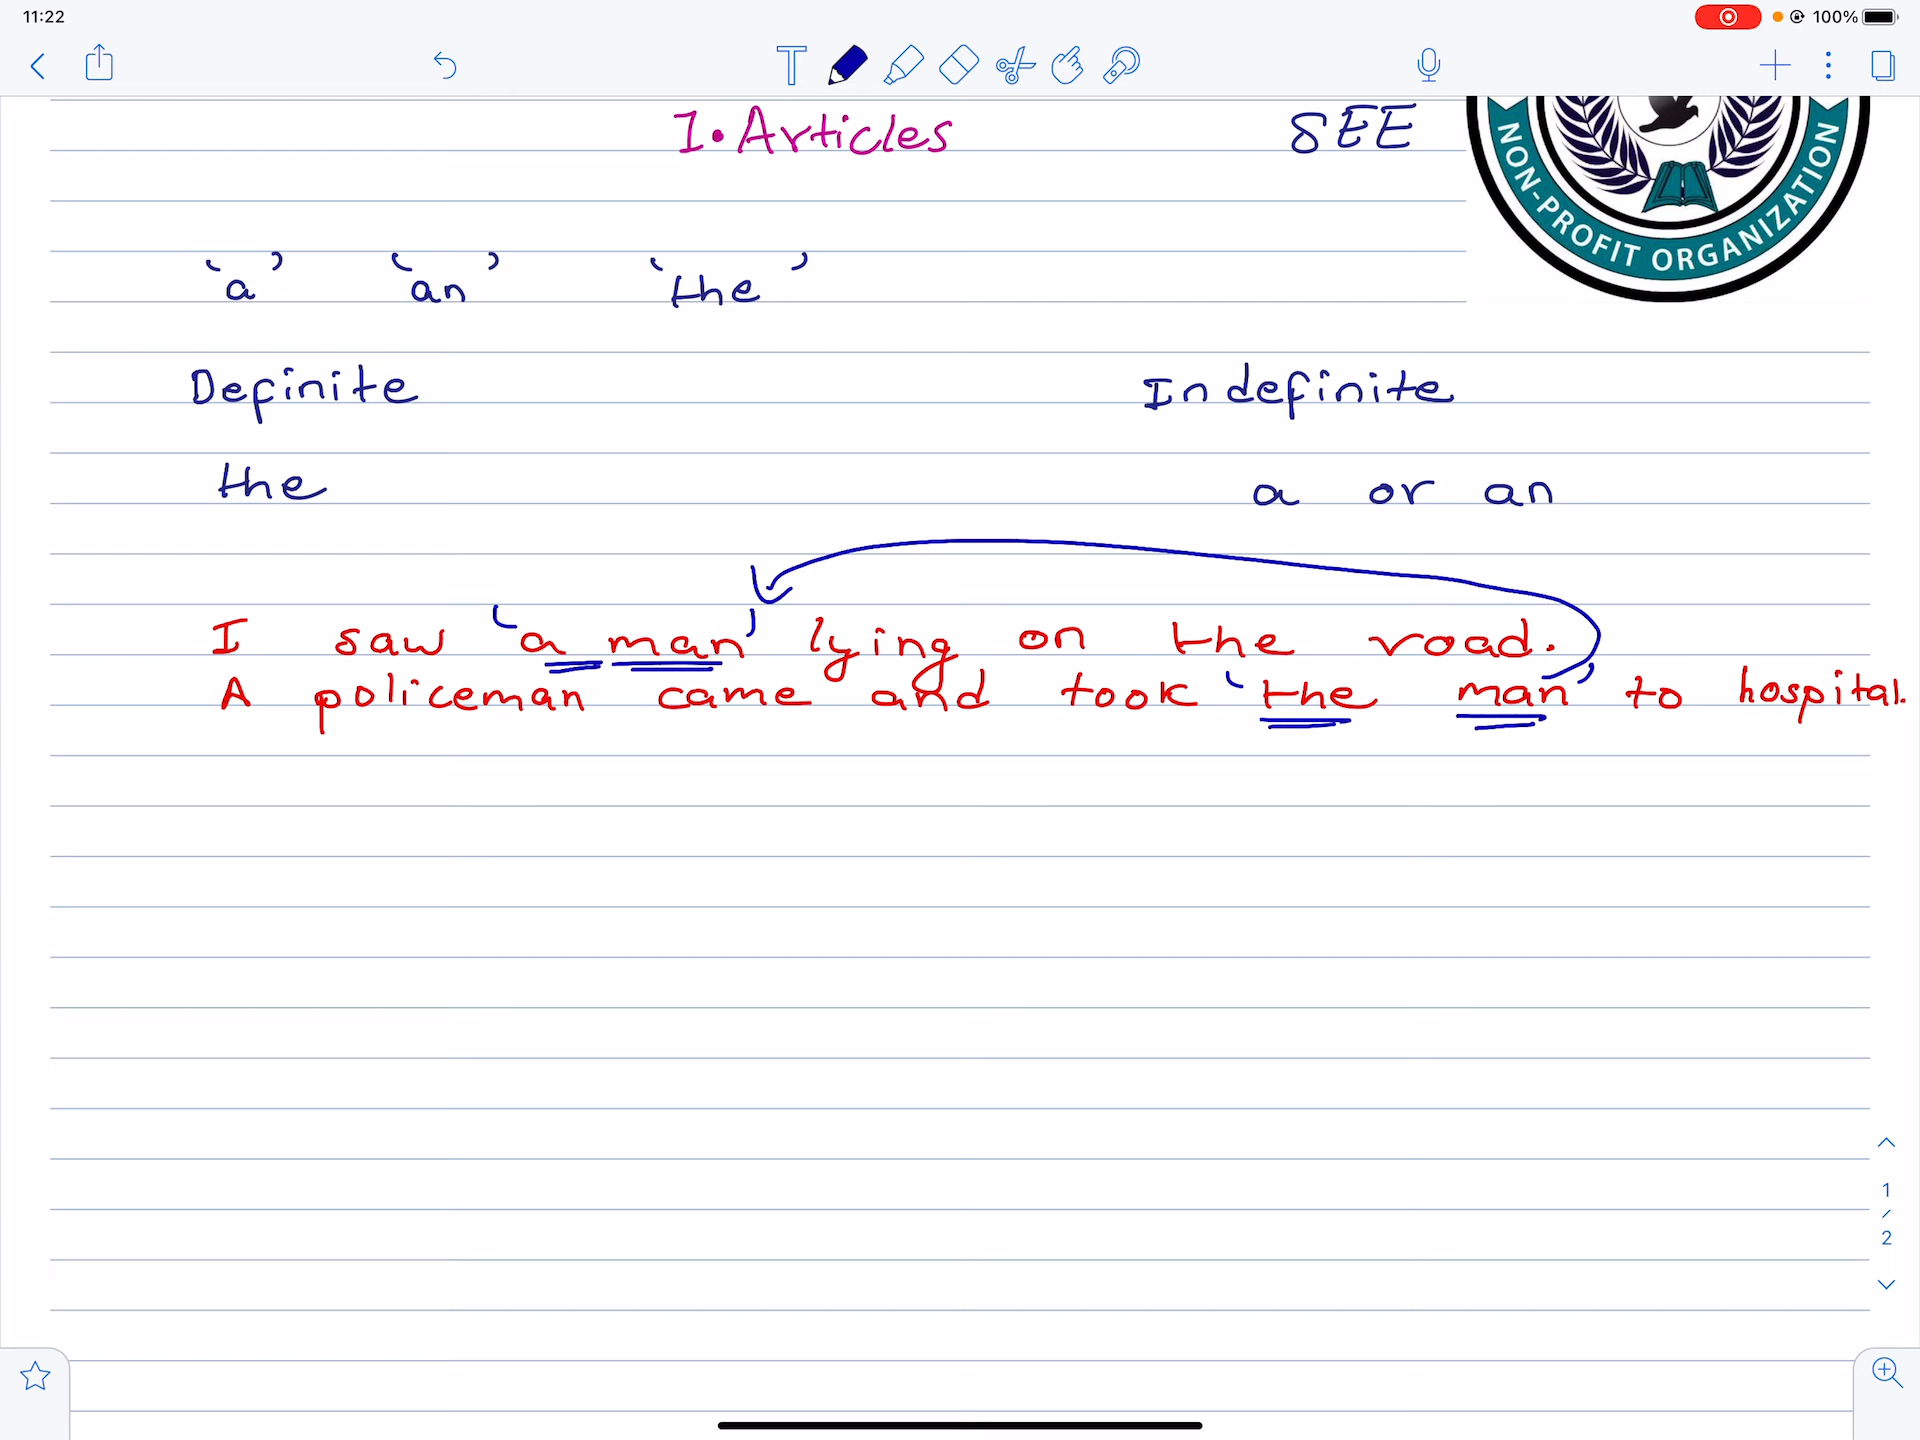 11:22
100%
I. Articles SEE
NON-PROFIT ORGANIZATION
'a' 'an' 'the'
Definite Indefinite
the a or an
I saw 'a man' lying on the road.
A policeman came and took 'the man' to hospital.
1
/
2